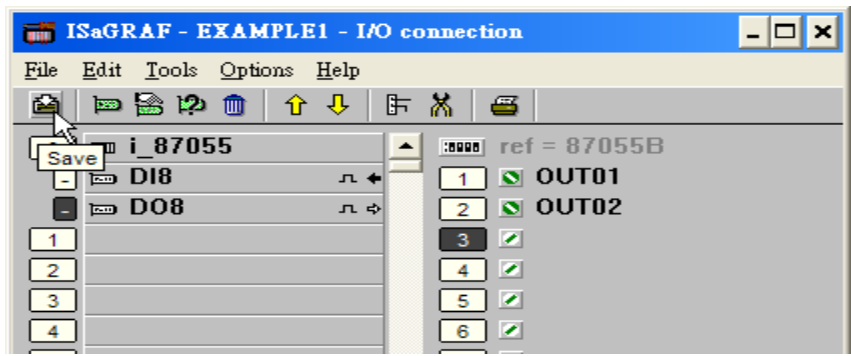 ISaGRAF - EXAMPLE1 - I/O connection
File Edit Tools Options Help
i_87055
Save
DI8
DO8
1
2
3
4
ref = 87055B
1 OUT01
2 OUT02
3
4
5
6